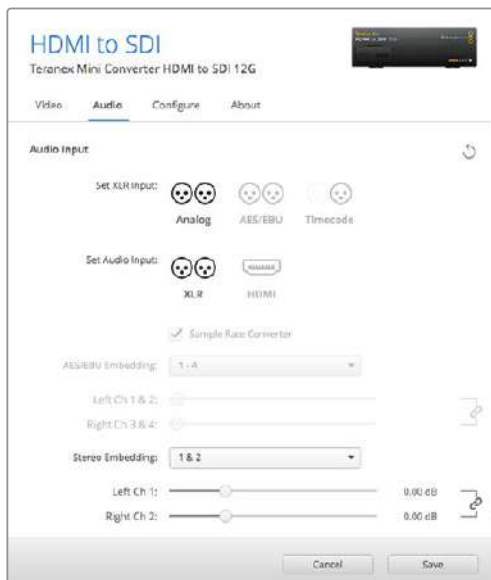 HDMI to SDI
Teranex Mini Converter HDMI to SDI 12G
Video Audio Configure About
Audio Input
Set XLR Input:
Analog AES/EBU Timecode
Set Audio Input:
XLR HDMI
Sample Rate Converter
AES/EBU Embedding: 1 - 4
Left Ch 1 & 2:
Right Ch 3 & 4:
Stereo Embedding: 1 & 2
Left Ch 1: 0.00 dB
Right Ch 2: 0.00 dB
Cancel Save